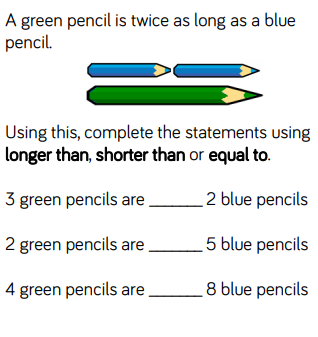 A green pencil is twice as long as a blue
pencil.
Using this, complete the statements using
longer than, shorter than or equal to.
3 green pencils are ______ 2 blue pencils
2 green pencils are ______ 5 blue pencils
4 green pencils are ______ 8 blue pencils